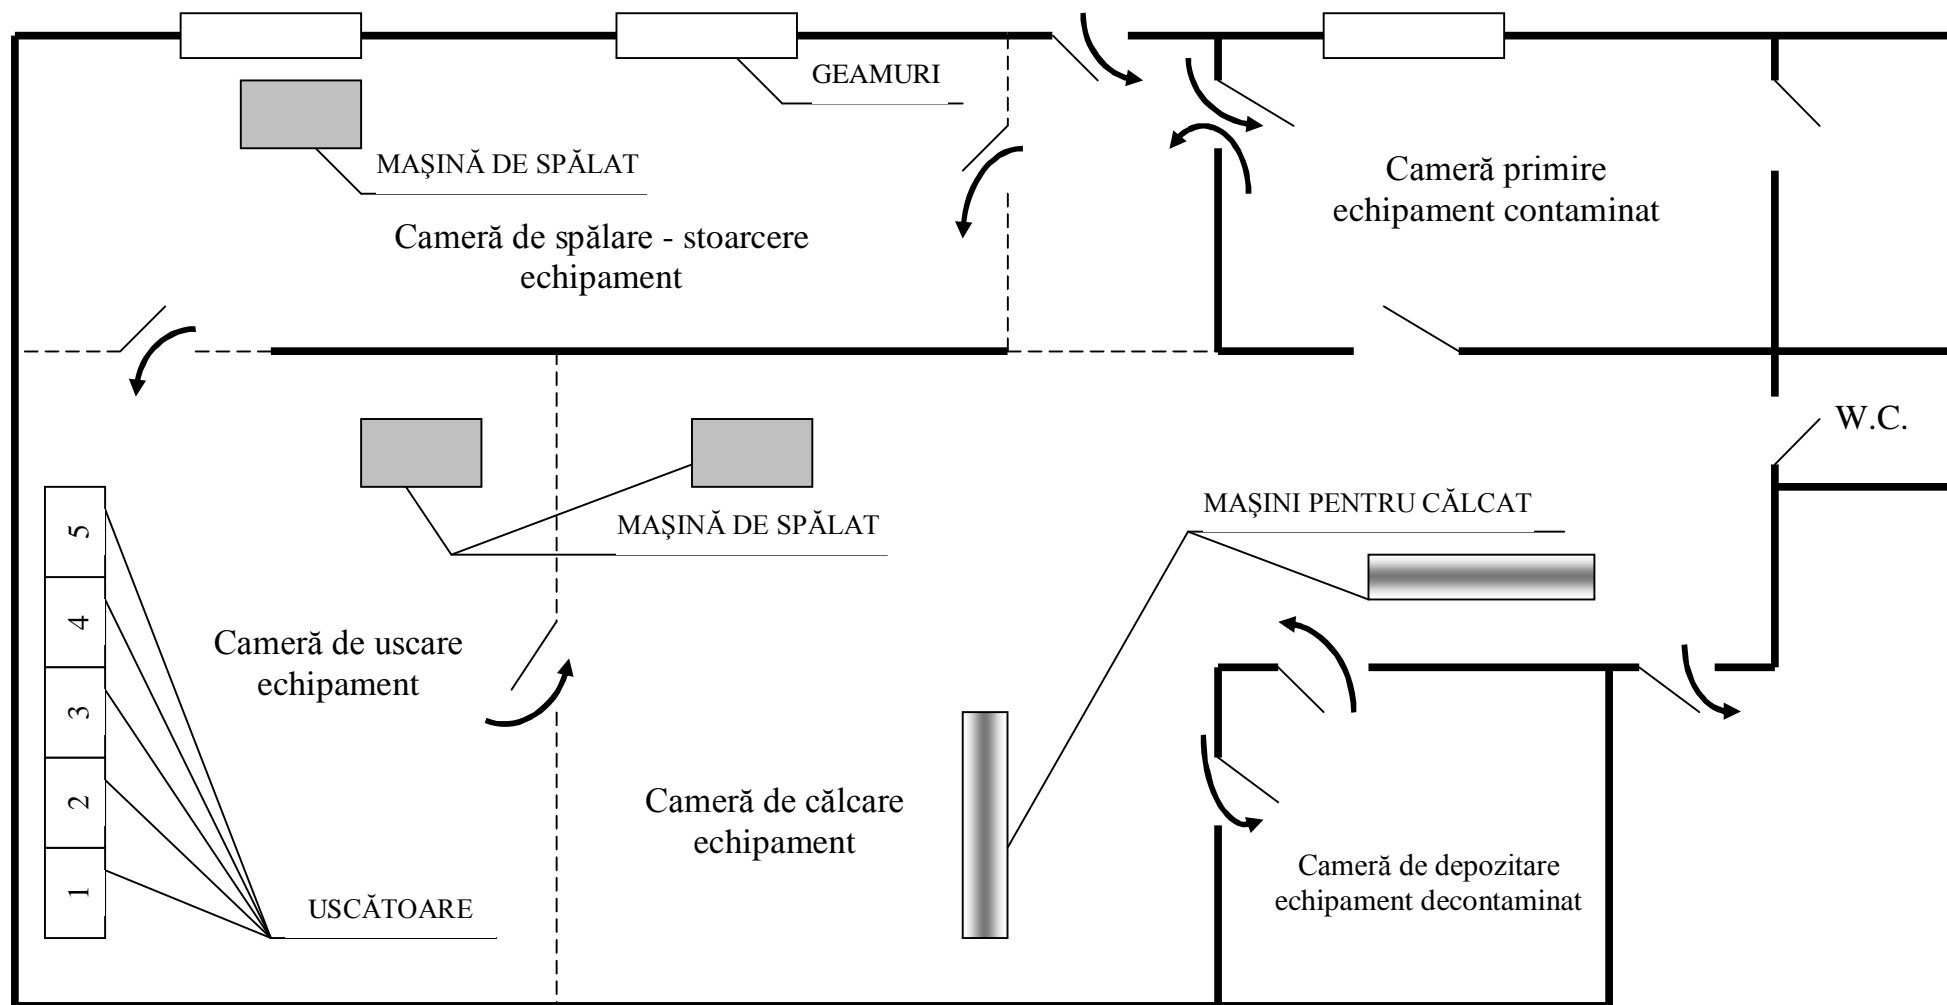 GEAMURI
MAŞINĂ DE SPĂLAT
Cameră primire
echipament contaminat
Cameră de spălare - stoarcere
echipament
W.C.
MAŞINI PENTRU CĂLCAT
MAŞINĂ DE SPĂLAT
5
4
3
2
1
Cameră de uscare
echipament
Cameră de călcare
echipament
Cameră de depozitare
echipament decontaminat
USCĂTOARE